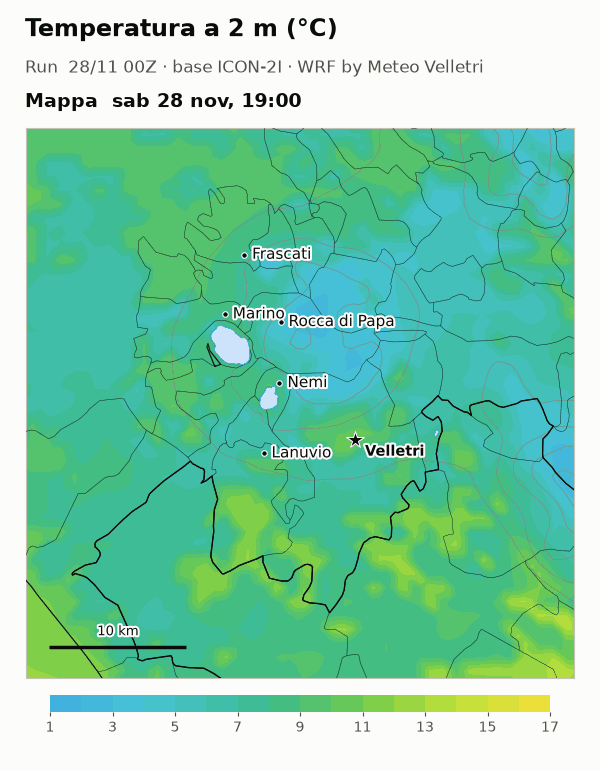 Temperatura a 2 m (°C)
Run  28/11 00Z · base ICON-2I · WRF by Meteo Velletri
Mappa  sab 28 nov, 19:00
Frascati
Marino
Rocca di Papa
Nemi
Velletri
Lanuvio
10 km
1 3 5 7 9 11 13 15 17